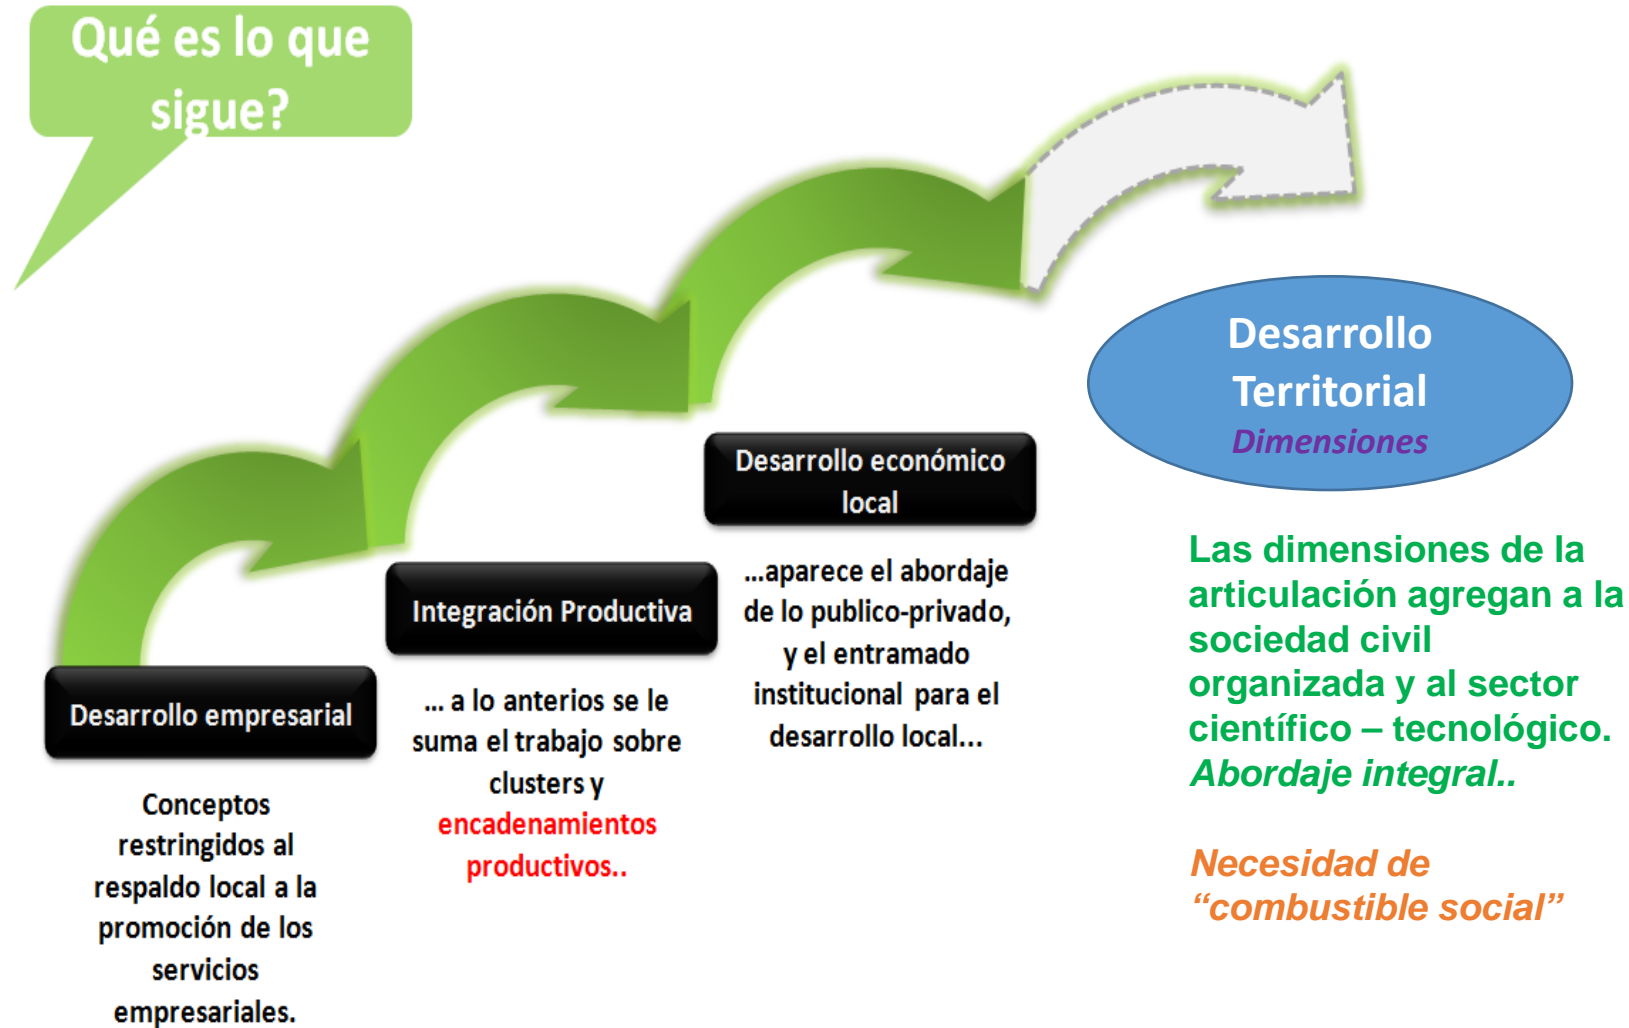 Qué es lo que
sigue?
Desarrollo empresarial
Conceptos
restringidos al
respaldo local a la
promoción de los
servicios
empresariales.
Integración Productiva
... a lo anterios se le
suma el trabajo sobre
clusters y
encadenamientos
productivos..
Desarrollo económico
local
...aparece el abordaje
de lo publico-privado,
y el entramado
institucional para el
desarrollo local...
Desarrollo
Territorial
Dimensiones
Las dimensiones de la
articulación agregan a la
sociedad civil
organizada y al sector
científico – tecnológico.
Abordaje integral..
Necesidad de
“combustible social”